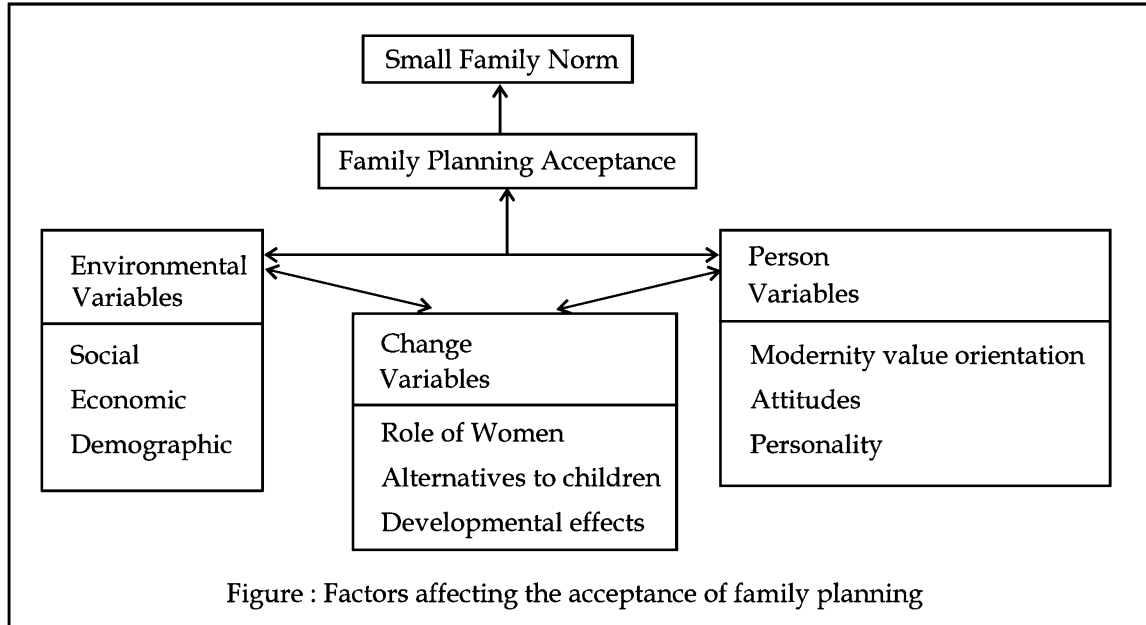 Small Family Norm
Family Planning Acceptance
Environmental
Variables
Social
Economic
Demographic
Change
Variables
Role of Women
Alternatives to children
Developmental effects
Person
Variables
Modernity value orientation
Attitudes
Personality
Figure : Factors affecting the acceptance of family planning